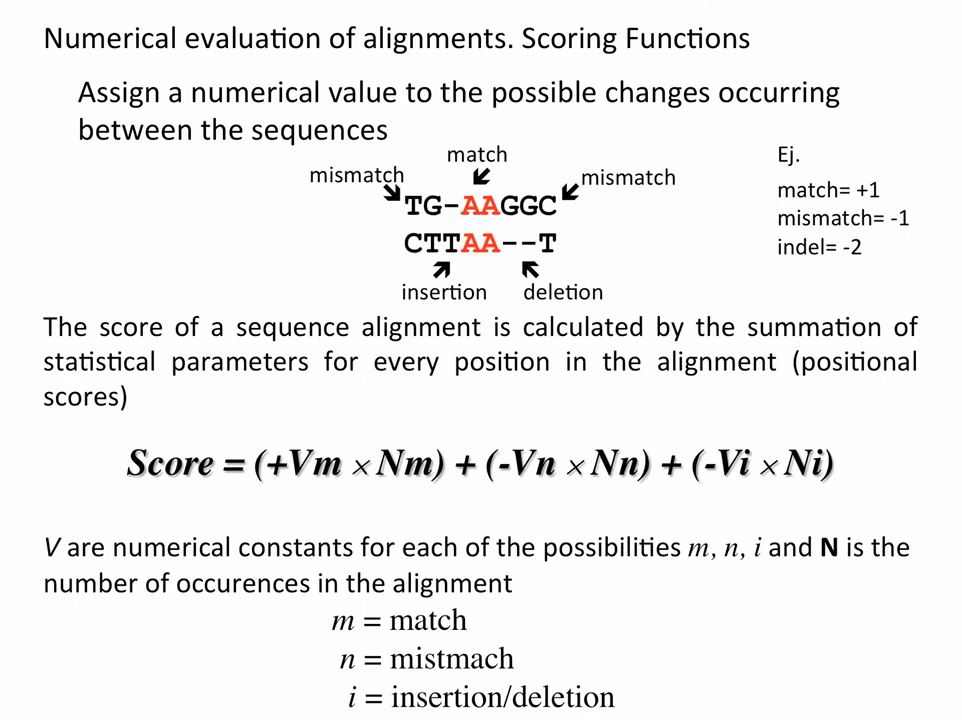 Numerical evaluation of alignments. Scoring Functions
Assign a numerical value to the possible changes occurring
between the sequences
match
mismatch
mismatch
TG-AAGGC
CTTAA--T
insertion
deletion
Ej.
match= +1
mismatch= -1
indel= -2
The score of a sequence alignment is calculated by the summation of
statistical parameters for every position in the alignment (positional
scores)
Score = (+Vm × Nm) + (-Vn × Nn) + (-Vi × Ni)
V are numerical constants for each of the possibilities m, n, i and N is the
number of occurences in the alignment
m = match
n = mistmach
i = insertion/deletion